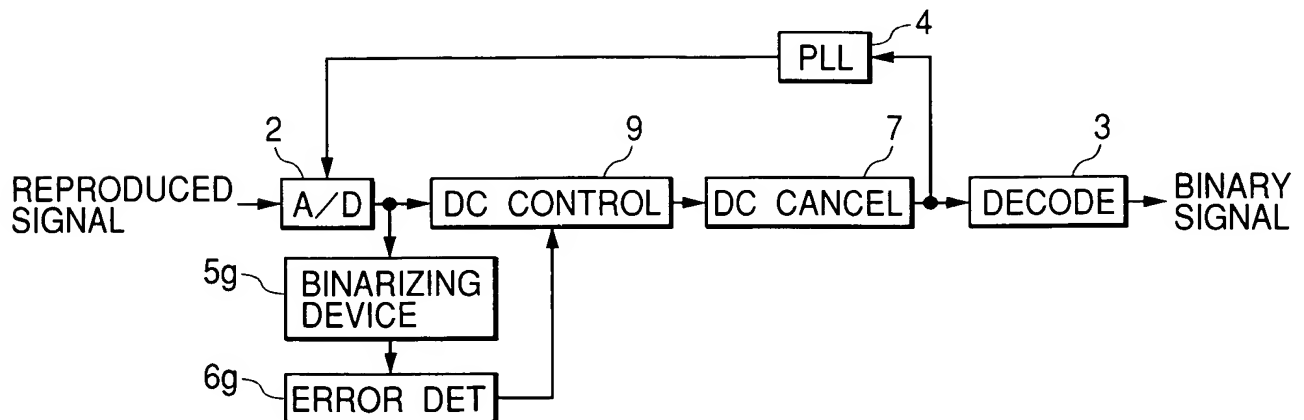 4
PLL
2
9
7
3
REPRODUCED
SIGNAL
A/D
DC CONTROL
DC CANCEL
DECODE
BINARY
SIGNAL
5g
BINARIZING
DEVICE
6g
ERROR DET